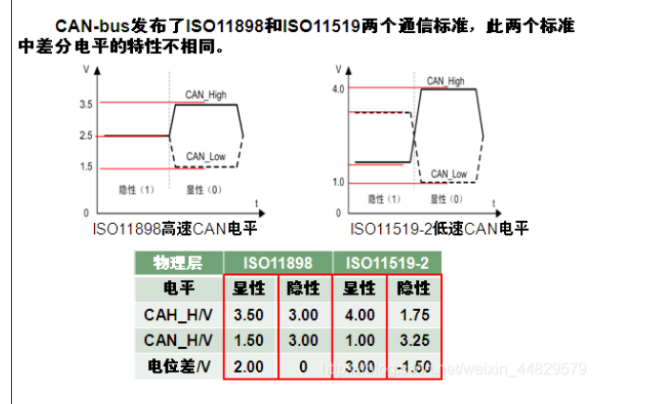 CAN-bus发布了ISO11898和ISO11519两个通信标准，此两个标准
中差分电平的特性不相同。
V
3.5
2.5
1.5
0
CAN_High
CAN_Low
隐性（1） 显性（0）
t
ISO11898高速CAN电平
V
4.0
1.0
0
CAN_High
CAN_Low
隐性（1） 显性（0）
t
ISO11519-2低速CAN电平
物理层 ISO11898 ISO11519-2
电平 显性 隐性 显性 隐性
CAH_H/V 3.50 3.00 4.00 1.75
CAN_H/V 1.50 3.00 1.00 3.25
电位差/V 2.00 0 3.00 -1.50
net/weixin_44829579